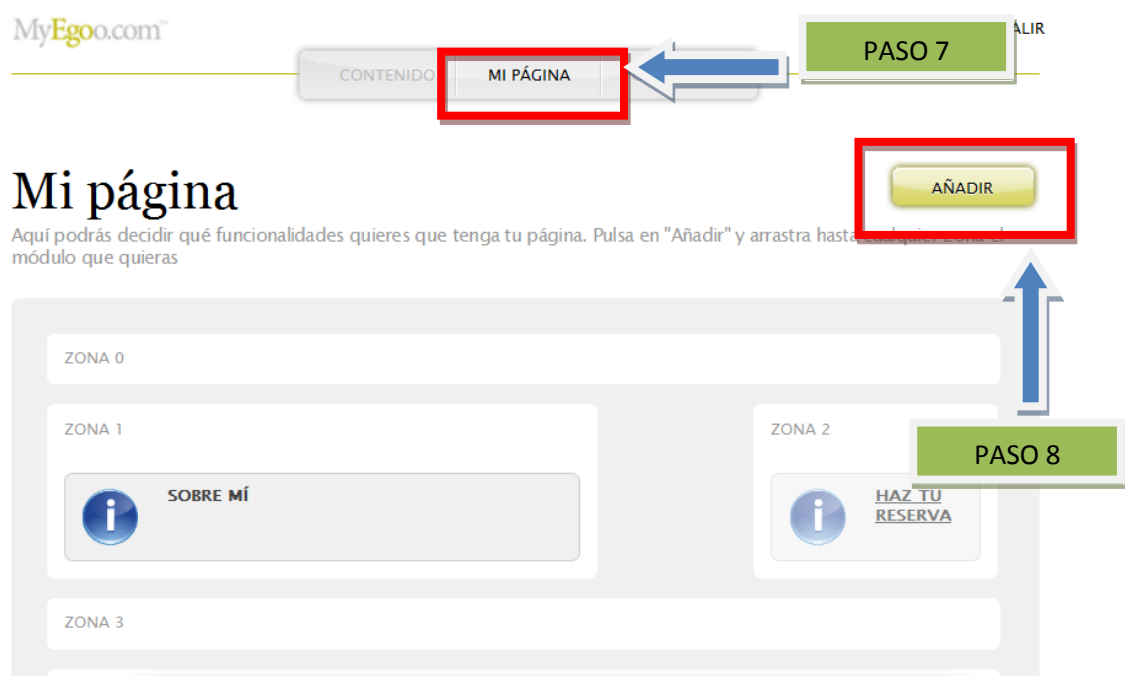 MyEgoo.com™
ALIR
PASO 7
CONTENIDO
MI PÁGINA
Mi página
AÑADIR
Aquí podrás decidir qué funcionalidades quieres que tenga tu página. Pulsa en "Añadir" y arrastra hasta
módulo que quieras
ZONA 0
ZONA 1
ZONA 2
PASO 8
SOBRE MÍ
HAZ TU
RESERVA
ZONA 3